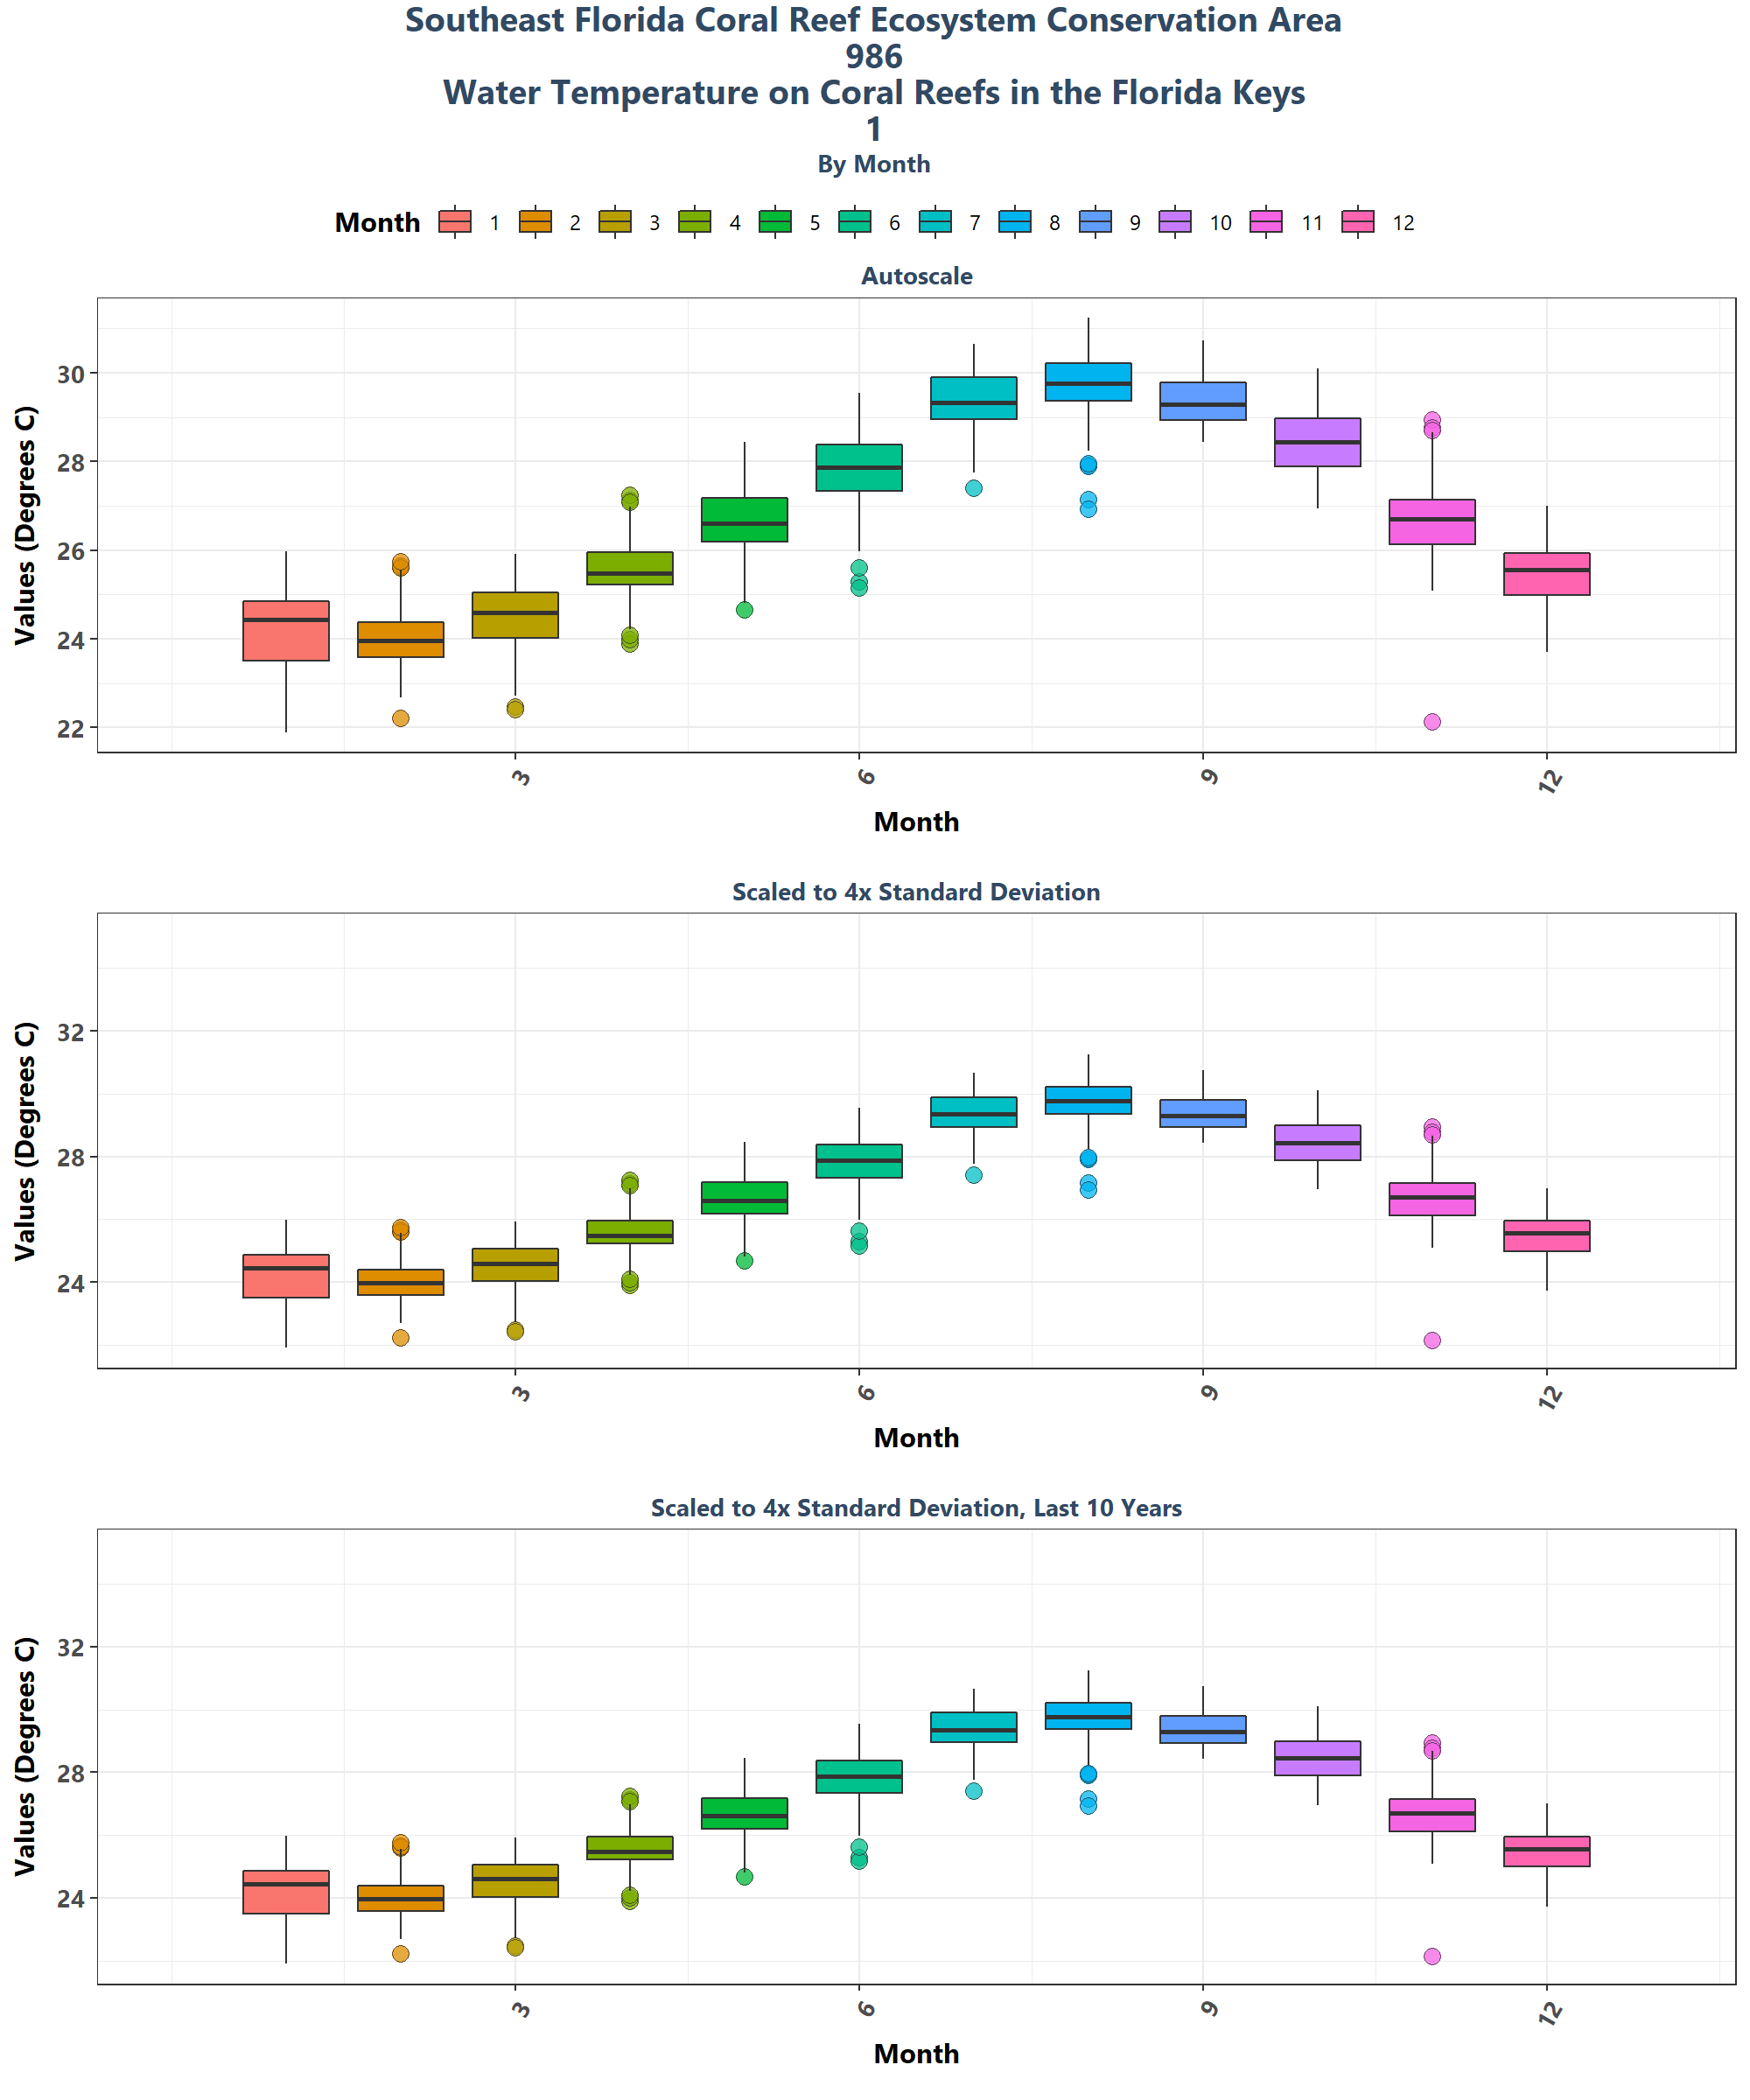 Southeast Florida Coral Reef Ecosystem Conservation Area
986
Water Temperature on Coral Reefs in the Florida Keys
1
By Month
Month 1 2 3 4 5 6 7 8 9 10 11 12
Autoscale
Values (Degrees C)
30
28
26
24
22
3 6 9 12
Month
Scaled to 4x Standard Deviation
Values (Degrees C)
32
28
24
3 6 9 12
Month
Scaled to 4x Standard Deviation, Last 10 Years
Values (Degrees C)
32
28
24
3 6 9 12
Month